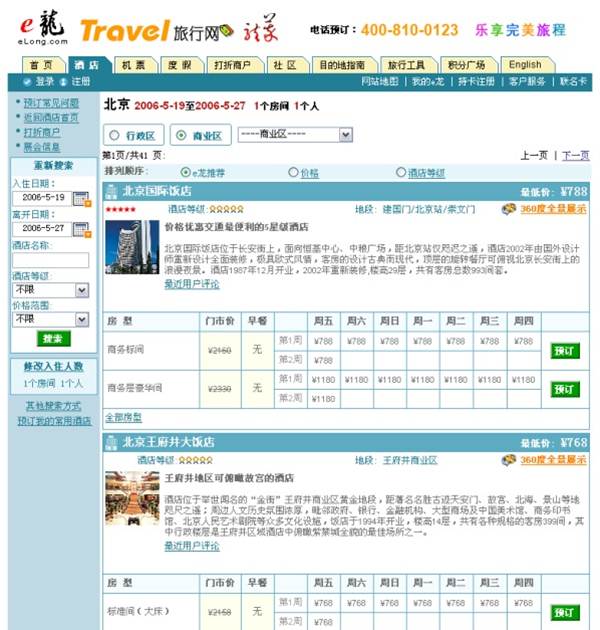 e龍 eLong.com Travel 旅行网 电话预订：400-810-0123 乐享完美旅程
首 页 酒 店 机 票 度 假 打折商户 社 区 目的地指南 旅行工具 积分广场 English
登录 注册 网站地图 | 我的e龙 | 持卡注册 | 客户服务 | 联名卡
预订常见问题
返回酒店首页
打折商户
展会信息
重新搜索
入住日期：
2006-5-19
离开日期：
2006-5-27
酒店名称：
酒店等级：
不限
价格范围：
不限
搜索
修改入住人数
1个房间 1个人
其他搜索方式
预订我的常用酒店
北京 2006-5-19至2006-5-27 1个房间 1个人
行政区 商业区 ----商业区----
第1页/共41 页： 上一页 | 下一页
排列顺序： e龙推荐 价格 酒店等级
北京国际饭店 最低价：¥788
酒店等级： 地段：建国门/北京站/崇文门 360度全景展示
价格优惠交通最便利的5星级酒店
北京国际饭店位于长安街上，面向恒基中心、中粮广场，距北京站仅咫尺之遥；酒店2002年由国外设计
师重新设计全面装修，极具欧式风情，客房的设计古典而现代，顶层的旋转餐厅可俯视北京长安街上的
浪漫夜景。酒店1987年12月开业，2002年重新装修,楼高29层，共有客房总数993间套。
最近用户评论
房 型 门市价 早餐 周五 周六 周日 周一 周二 周三 周四
商务标间 ¥2160 无 第1周 ¥788 ¥788 ¥788 ¥788 ¥788 ¥788 ¥788 预订
第2周 ¥788
商务层豪华间 ¥2330 无 第1周 ¥1180 ¥1180 ¥1180 ¥1180 ¥1180 ¥1180 ¥1180 预订
第2周 ¥1180
全部房型
北京王府井大饭店 最低价：¥768
酒店等级： 地段：王府井商业区 360度全景展示
王府井地区可俯瞰故宫的酒店
酒店位于举世闻名的“金街”王府井商业区黄金地段，距著名名胜古迹天安门、故宫、北海、景山等地
咫尺之遥；周边人文历史氛围浓厚，毗邻政府、银行、金融机构、大型商场及中国美术馆、商务印书
馆、北京人民艺术剧院等众多文化设施，饭店于1994年开业，楼高14层，共有各种规格的客房399间，其
中行政楼层是王府井区域酒店中俯瞰紫禁城全貌的最佳场所之一。
最近用户评论
房 型 门市价 早餐 周五 周六 周日 周一 周二 周三 周四
标准间（大床） ¥2158 无 第1周 ¥768 ¥768 ¥768 ¥768 ¥768 ¥768 ¥768 预订
第2周 ¥768